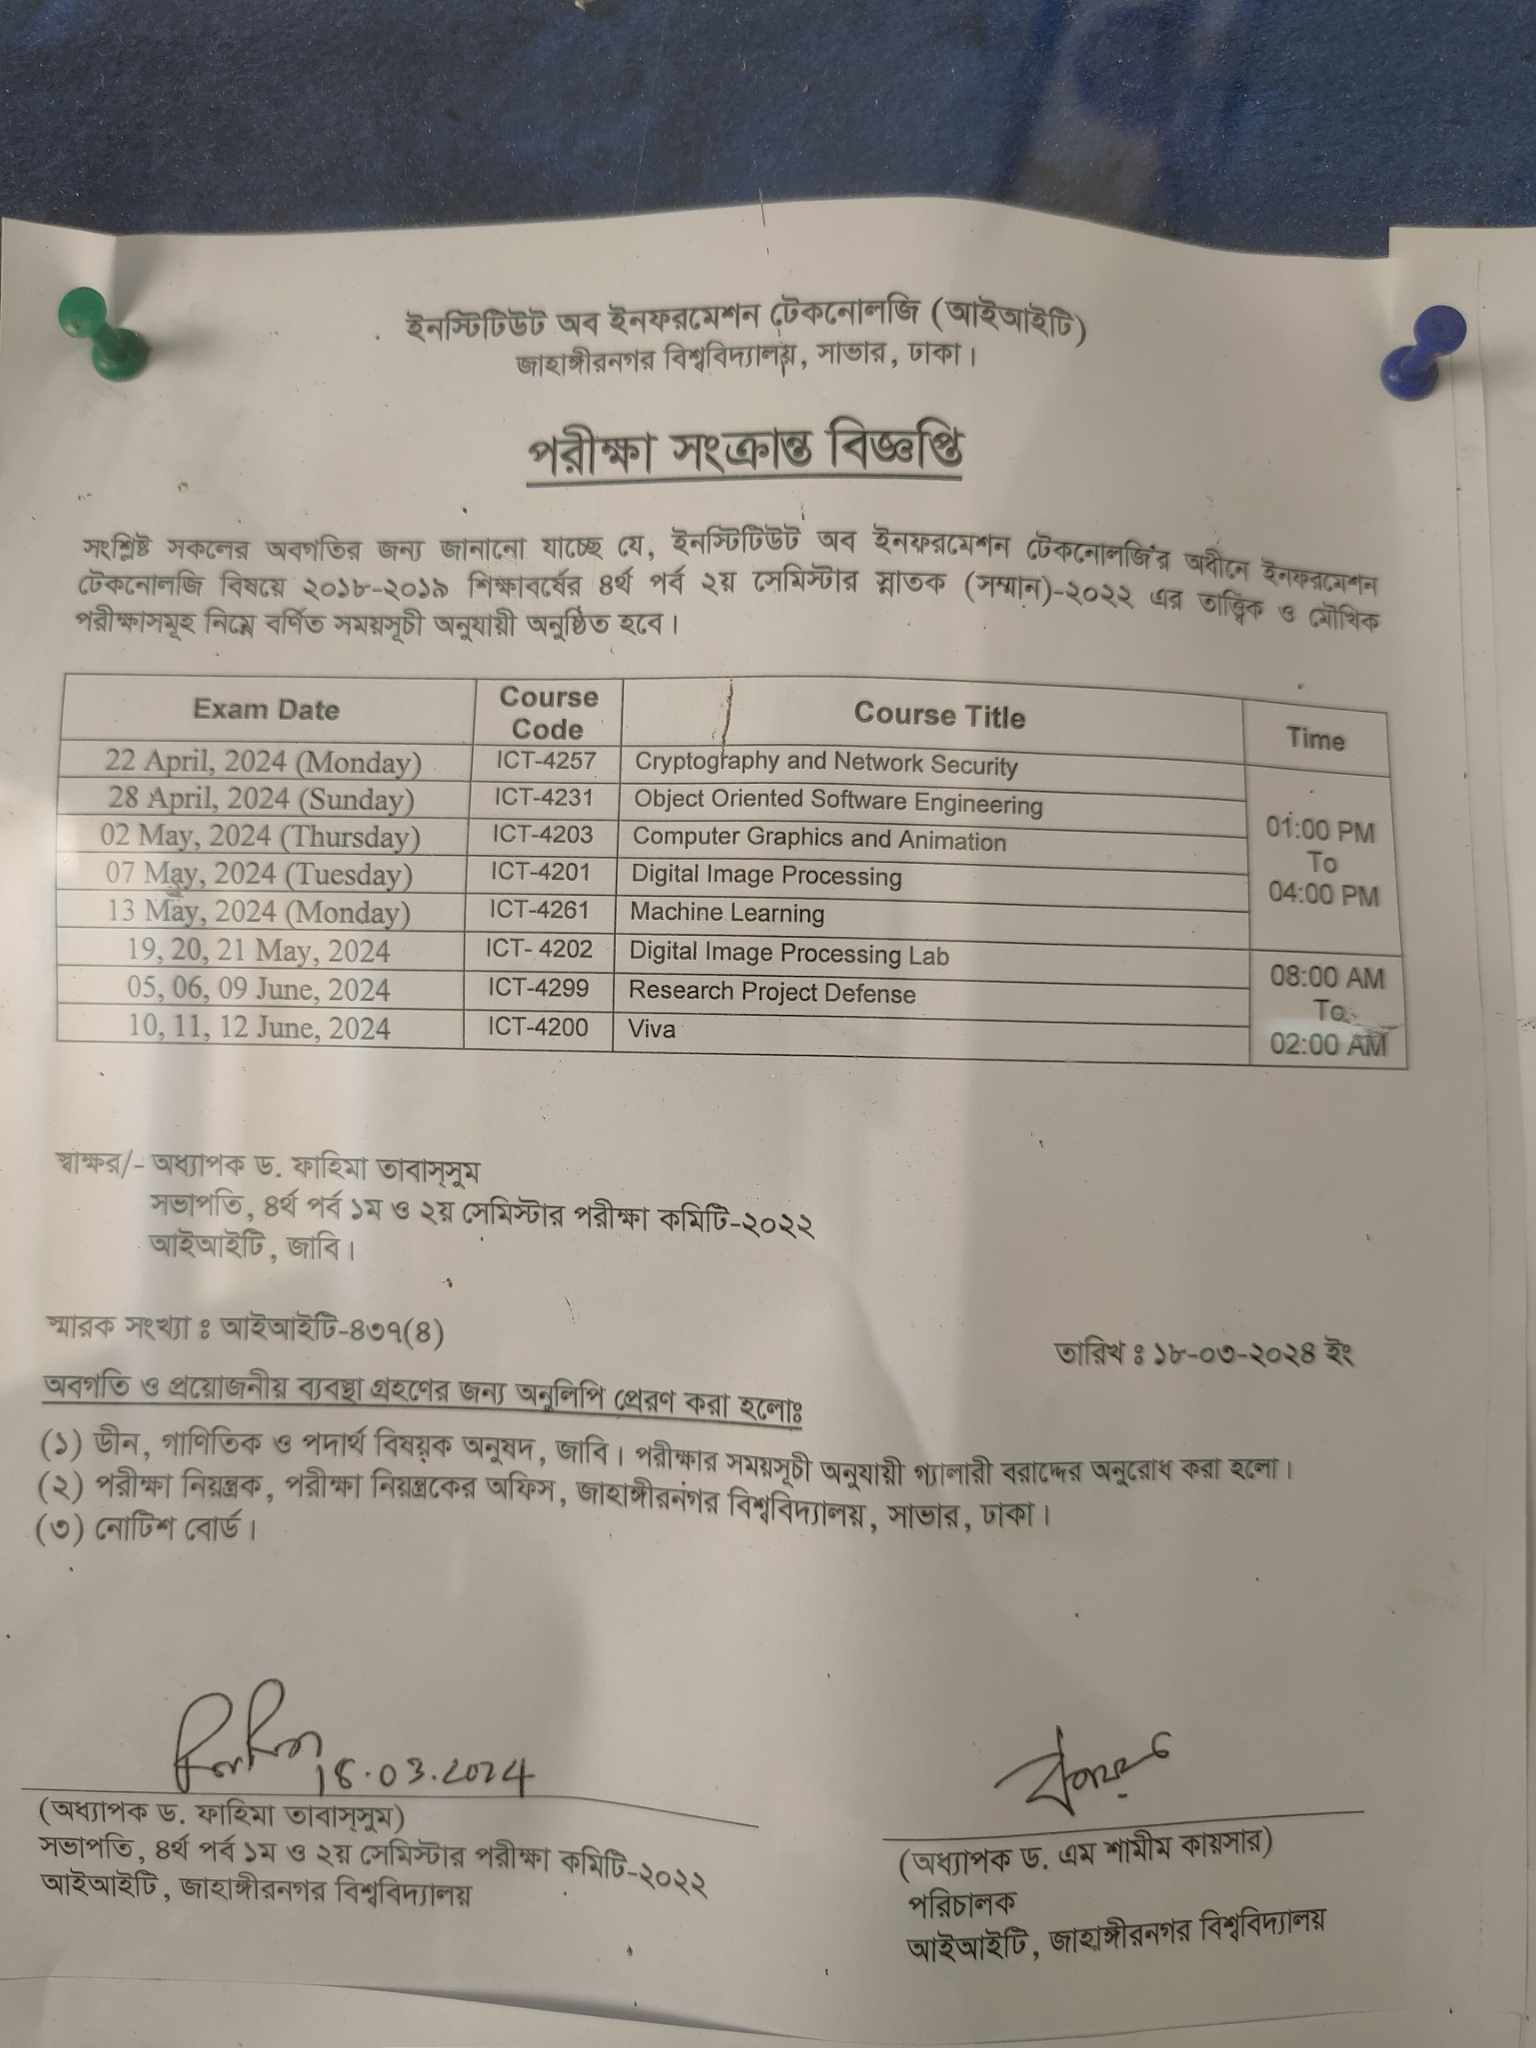 ইনস্টিটিউট অব ইনফরমেশন টেকনোলজি (আইআইটি)
জাহাঙ্গীরনগর বিশ্ববিদ্যালয়, সাভার, ঢাকা।
পরীক্ষা সংক্রান্ত বিজ্ঞপ্তি
সংশ্লিষ্ট সকলের অবগতির জন্য জানানো যাচ্ছে যে, ইনস্টিটিউট অব ইনফরমেশন টেকনোলজি'র অধীনে ইনফরমেশন
টেকনোলজি বিষয়ে ২০১৮-২০১৯ শিক্ষাবর্ষের ৪র্থ পর্ব ২য় সেমিস্টার স্নাতক (সম্মান)-২০২২ এর তাত্ত্বিক ও মৌখিক
পরীক্ষাসমূহ নিম্নে বর্ণিত সময়সূচী অনুযায়ী অনুষ্ঠিত হবে।
Exam Date Course Code Course Title Time
22 April, 2024 (Monday) ICT-4257 Cryptography and Network Security
28 April, 2024 (Sunday) ICT-4231 Object Oriented Software Engineering
02 May, 2024 (Thursday) ICT-4203 Computer Graphics and Animation
07 May, 2024 (Tuesday) ICT-4201 Digital Image Processing
13 May, 2024 (Monday) ICT-4261 Machine Learning
01:00 PM
To
04:00 PM
19, 20, 21 May, 2024 ICT- 4202 Digital Image Processing Lab
05, 06, 09 June, 2024 ICT-4299 Research Project Defense
10, 11, 12 June, 2024 ICT-4200 Viva
08:00 AM
To
02:00 AM
স্বাক্ষর/- অধ্যাপক ড. ফাহিমা তাবাস্‌সুম
সভাপতি, ৪র্থ পর্ব ১ম ও ২য় সেমিস্টার পরীক্ষা কমিটি-২০২২
আইআইটি, জাবি।
স্মারক সংখ্যা ঃ আইআইটি-৪৩৭(৪)
তারিখ ঃ ১৮-০৩-২০২৪ ইং
অবগতি ও প্রয়োজনীয় ব্যবস্থা গ্রহণের জন্য অনুলিপি প্রেরণ করা হলোঃ
(১) ডীন, গাণিতিক ও পদার্থ বিষয়ক অনুষদ, জাবি। পরীক্ষার সময়সূচী অনুযায়ী গ্যালারী বরাদ্দের অনুরোধ করা হলো।
(২) পরীক্ষা নিয়ন্ত্রক, পরীক্ষা নিয়ন্ত্রকের অফিস, জাহাঙ্গীরনগর বিশ্ববিদ্যালয়, সাভার, ঢাকা।
(৩) নোটিশ বোর্ড।
18.03.2024
(অধ্যাপক ড. ফাহিমা তাবাস্‌সুম)
সভাপতি, ৪র্থ পর্ব ১ম ও ২য় সেমিস্টার পরীক্ষা কমিটি-২০২২
আইআইটি, জাহাঙ্গীরনগর বিশ্ববিদ্যালয়
(অধ্যাপক ড. এম শামীম কায়সার)
পরিচালক
আইআইটি, জাহাঙ্গীরনগর বিশ্ববিদ্যালয়